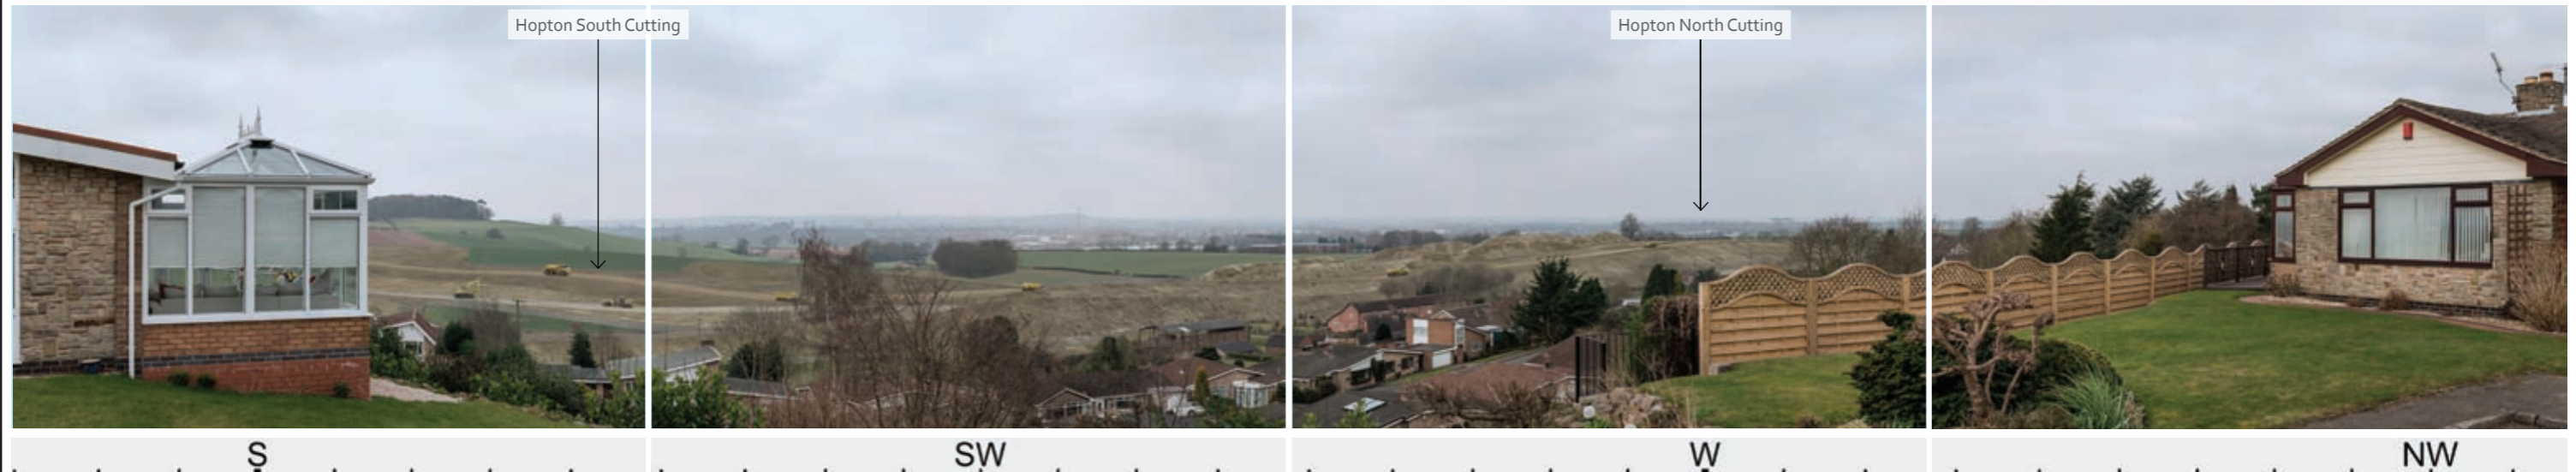 Hopton South Cutting
Hopton North Cutting
S
SW
W
NW